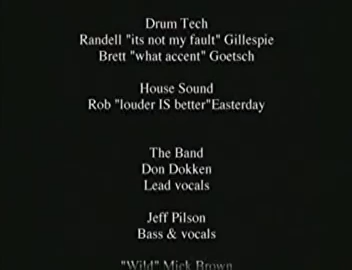 Drum Tech
Randell "its not my fault" Gillespie
Brett "what accent" Goetsch
House Sound
Rob "louder IS better"Easterday
The Band
Don Dokken
Lead vocals
Jeff Pilson
Bass & vocals
"Wild" Mick Brown